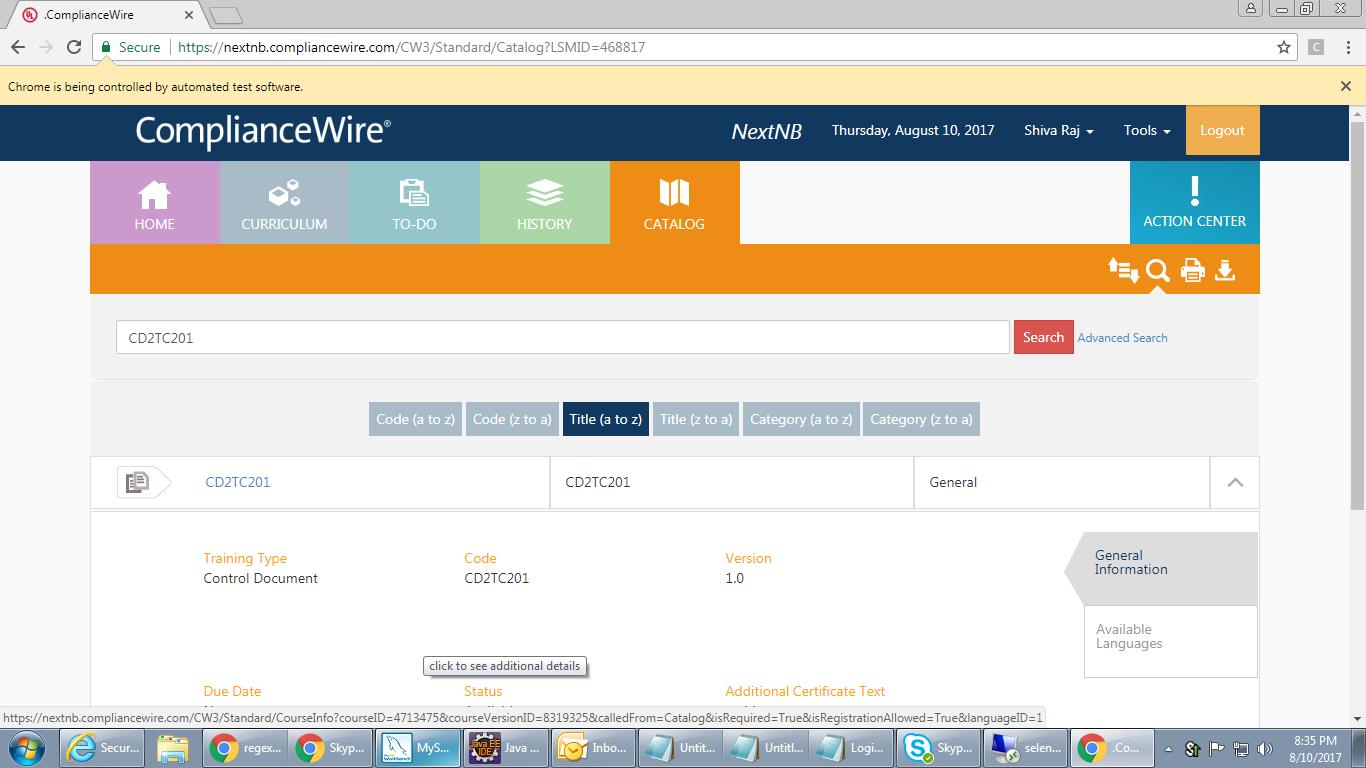 .ComplianceWire
Secure
https://nextnb.compliancewire.com/CW3/Standard/Catalog?LSMID=468817
C
Chrome is being controlled by automated test software.
ComplianceWire®
NextNB
Thursday, August 10, 2017
Shiva Raj
Tools
Logout
HOME
CURRICULUM
TO-DO
HISTORY
CATALOG
ACTION CENTER
CD2TC201
Search
Advanced Search
Code (a to z)
Code (z to a)
Title (a to z)
Title (z to a)
Category (a to z)
Category (z to a)
CD2TC201
CD2TC201
General
Training Type
Code
Version
Control Document
CD2TC201
1.0
General
Information
Available
Languages
click to see additional details
Due Date
Status
Additional Certificate Text
https://nextnb.compliancewire.com/CW3/Standard/CourseInfo?courseID=4713475&courseVersionID=8319325&calledFrom=Catalog&isRequired=True&isRegistrationAllowed=True&languageID=1
Secur...
regex...
Skyp...
MyS...
Java ...
Inbo...
Untit...
Untitl...
Logi...
Skyp...
selen...
.Co...
8:35 PM
8/10/2017